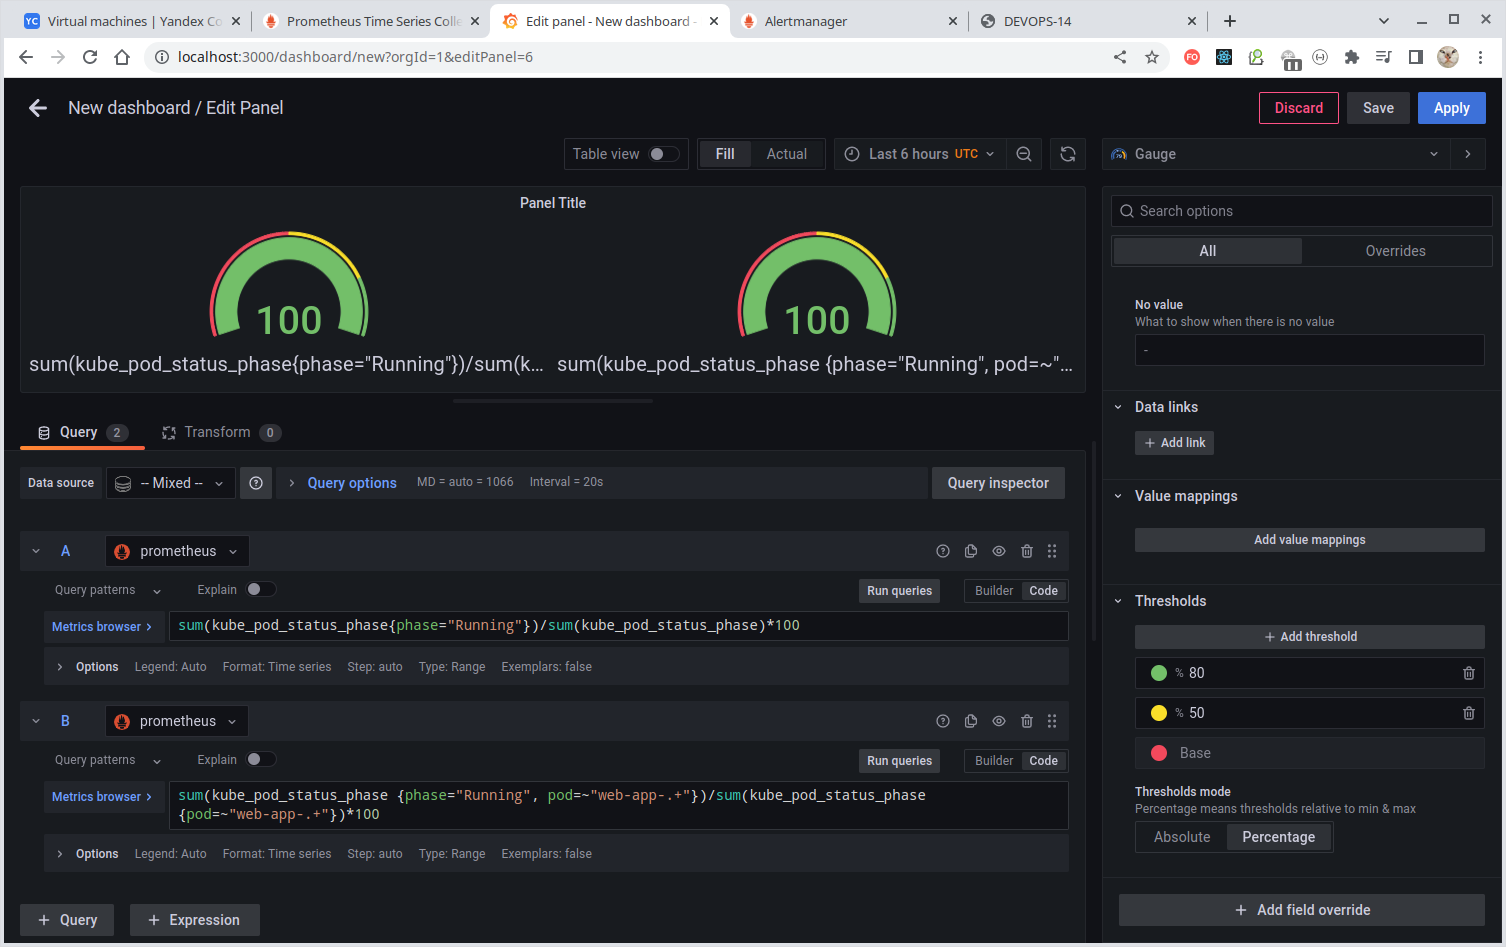 Virtual machines | Yandex Co
Prometheus Time Series Colle
Edit panel - New dashboard -
Alertmanager
DEVOPS-14
localhost:3000/dashboard/new?orgId=1&editPanel=6
New dashboard / Edit Panel
Discard
Save
Apply
Table view
Fill
Actual
Last 6 hours UTC
Gauge
Panel Title
100
sum(kube_pod_status_phase{phase="Running"})/sum(k...
100
sum(kube_pod_status_phase {phase="Running", pod=~"...
Search options
All
Overrides
No value
What to show when there is no value
-
Data links
+ Add link
Value mappings
Add value mappings
Thresholds
+ Add threshold
% 80
% 50
Base
Thresholds mode
Percentage means thresholds relative to min & max
Absolute
Percentage
+ Add field override
Query 2
Transform 0
Data source
-- Mixed --
Query options
MD = auto = 1066
Interval = 20s
Query inspector
A
prometheus
Query patterns
Explain
Run queries
Builder
Code
Metrics browser >
sum(kube_pod_status_phase{phase="Running"})/sum(kube_pod_status_phase)*100
Options
Legend: Auto
Format: Time series
Step: auto
Type: Range
Exemplars: false
B
prometheus
Query patterns
Explain
Run queries
Builder
Code
Metrics browser >
sum(kube_pod_status_phase {phase="Running", pod=~"web-app-.+"})/sum(kube_pod_status_phase
{pod=~"web-app-.+"})*100
Options
Legend: Auto
Format: Time series
Step: auto
Type: Range
Exemplars: false
+ Query
+ Expression